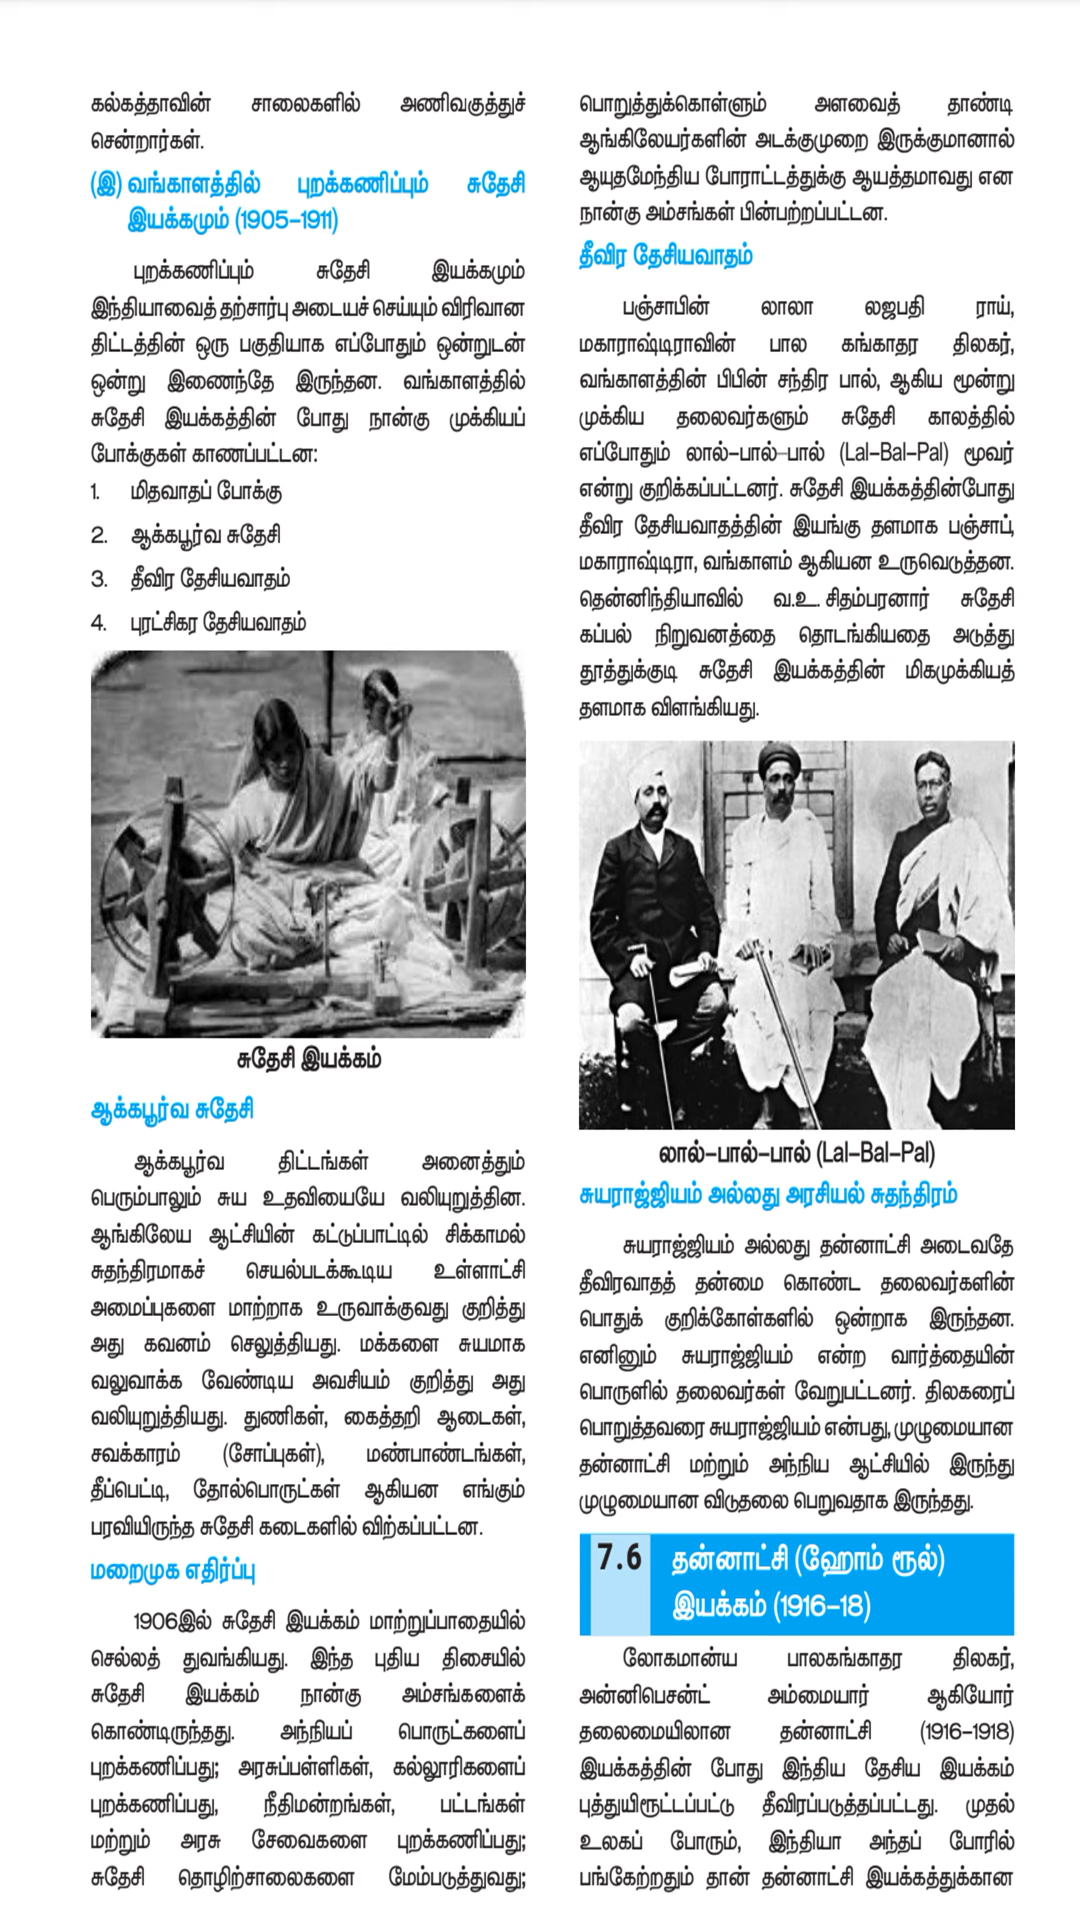 கல்கத்தாவின் சாலைகளில் அணிவகுத்துச்
சென்றார்கள்.
(இ) வங்காளத்தில் புறக்கணிப்பும் சுதேசி
இயக்கமும் (1905–1911)
புறக்கணிப்பும் சுதேசி இயக்கமும்
இந்தியாவைத் தற்சார்பு அடையச் செய்யும் விரிவான
திட்டத்தின் ஒரு பகுதியாக எப்போதும் ஒன்றுடன்
ஒன்று இணைந்தே இருந்தன. வங்காளத்தில்
சுதேசி இயக்கத்தின் போது நான்கு முக்கியப்
போக்குகள் காணப்பட்டன:
1. மிதவாதப் போக்கு
2. ஆக்கபூர்வ சுதேசி
3. தீவிர தேசியவாதம்
4. புரட்சிகர தேசியவாதம்
சுதேசி இயக்கம்
ஆக்கபூர்வ சுதேசி
ஆக்கபூர்வ திட்டங்கள் அனைத்தும்
பெரும்பாலும் சுய உதவியையே வலியுறுத்தின.
ஆங்கிலேய ஆட்சியின் கட்டுப்பாட்டில் சிக்காமல்
சுதந்திரமாகச் செயல்படக்கூடிய உள்ளாட்சி
அமைப்புகளை மாற்றாக உருவாக்குவது குறித்து
அது கவனம் செலுத்தியது. மக்களை சுயமாக
வலுவாக்க வேண்டிய அவசியம் குறித்து அது
வலியுறுத்தியது. துணிகள், கைத்தறி ஆடைகள்,
சவக்காரம் (சோப்புகள்), மண்பாண்டங்கள்,
தீப்பெட்டி, தோல்பொருட்கள் ஆகியன எங்கும்
பரவியிருந்த சுதேசி கடைகளில் விற்கப்பட்டன.
மறைமுக எதிர்ப்பு
1906இல் சுதேசி இயக்கம் மாற்றுப்பாதையில்
செல்லத் துவங்கியது. இந்த புதிய திசையில்
சுதேசி இயக்கம் நான்கு அம்சங்களைக்
கொண்டிருந்தது. அந்நியப் பொருட்களைப்
புறக்கணிப்பது; அரசுப்பள்ளிகள், கல்லூரிகளைப்
புறக்கணிப்பது, நீதிமன்றங்கள், பட்டங்கள்
மற்றும் அரசு சேவைகளை புறக்கணிப்பது;
சுதேசி தொழிற்சாலைகளை மேம்படுத்துவது;
பொறுத்துக்கொள்ளும் அளவைத் தாண்டி
ஆங்கிலேயர்களின் அடக்குமுறை இருக்குமானால்
ஆயுதமேந்திய போராட்டத்துக்கு ஆயத்தமாவது என
நான்கு அம்சங்கள் பின்பற்றப்பட்டன.
தீவிர தேசியவாதம்
பஞ்சாபின் லாலா லஜபதி ராய்,
மகாராஷ்டிராவின் பால கங்காதர திலகர்,
வங்காளத்தின் பிபின் சந்திர பால், ஆகிய மூன்று
முக்கிய தலைவர்களும் சுதேசி காலத்தில்
எப்போதும் லால்–பால்–பால் (Lal–Bal–Pal) மூவர்
என்று குறிக்கப்பட்டனர். சுதேசி இயக்கத்தின்போது
தீவிர தேசியவாதத்தின் இயங்கு தளமாக பஞ்சாப்,
மகாராஷ்டிரா, வங்காளம் ஆகியன உருவெடுத்தன.
தென்னிந்தியாவில் வ.உ. சிதம்பரனார் சுதேசி
கப்பல் நிறுவனத்தை தொடங்கியதை அடுத்து
தூத்துக்குடி சுதேசி இயக்கத்தின் மிகமுக்கியத்
தளமாக விளங்கியது.
லால்–பால்–பால் (Lal–Bal–Pal)
சுயராஜ்ஜியம் அல்லது அரசியல் சுதந்திரம்
சுயராஜ்ஜியம் அல்லது தன்னாட்சி அடைவதே
தீவிரவாதத் தன்மை கொண்ட தலைவர்களின்
பொதுக் குறிக்கோள்களில் ஒன்றாக இருந்தன.
எனினும் சுயராஜ்ஜியம் என்ற வார்த்தையின்
பொருளில் தலைவர்கள் வேறுபட்டனர். திலகரைப்
பொறுத்தவரை சுயராஜ்ஜியம் என்பது, முழுமையான
தன்னாட்சி மற்றும் அந்நிய ஆட்சியில் இருந்து
முழுமையான விடுதலை பெறுவதாக இருந்தது.
7.6 தன்னாட்சி (ஹோம் ரூல்)
இயக்கம் (1916–18)
லோகமான்ய பாலகங்காதர திலகர்,
அன்னிபெசன்ட் அம்மையார் ஆகியோர்
தலைமையிலான தன்னாட்சி (1916–1918)
இயக்கத்தின் போது இந்திய தேசிய இயக்கம்
புத்துயிரூட்டப்பட்டு தீவிரப்படுத்தப்பட்டது. முதல்
உலகப் போரும், இந்தியா அந்தப் போரில்
பங்கேற்றதும் தான் தன்னாட்சி இயக்கத்துக்கான